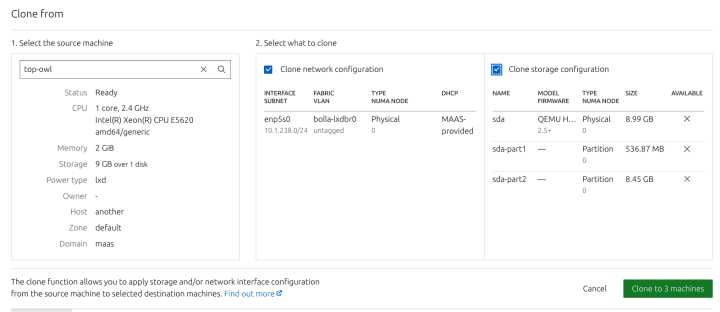 Clone from
1. Select the source machine
top-owl
Status Ready
CPU 1 core, 2.4 GHz
Intel(R) Xeon(R) CPU E5620
amd64/generic
Memory 2 GiB
Storage 9 GB over 1 disk
Power type lxd
Owner -
Host another
Zone default
Domain maas
2. Select what to clone
Clone network configuration
INTERFACE FABRIC TYPE DHCP
SUBNET VLAN NUMA NODE
enp5s0 bolla-lxdbr0 Physical MAAS-
10.1.238.0/24 untagged 0 provided
Clone storage configuration
NAME MODEL TYPE SIZE AVAILABLE
FIRMWARE NUMA NODE
sda QEMU H... Physical 8.99 GB
2.5+ 0
sda-part1 — Partition 536.87 MB
0
sda-part2 — Partition 8.45 GB
0
The clone function allows you to apply storage and/or network interface configuration
from the source machine to selected destination machines. Find out more
Cancel Clone to 3 machines